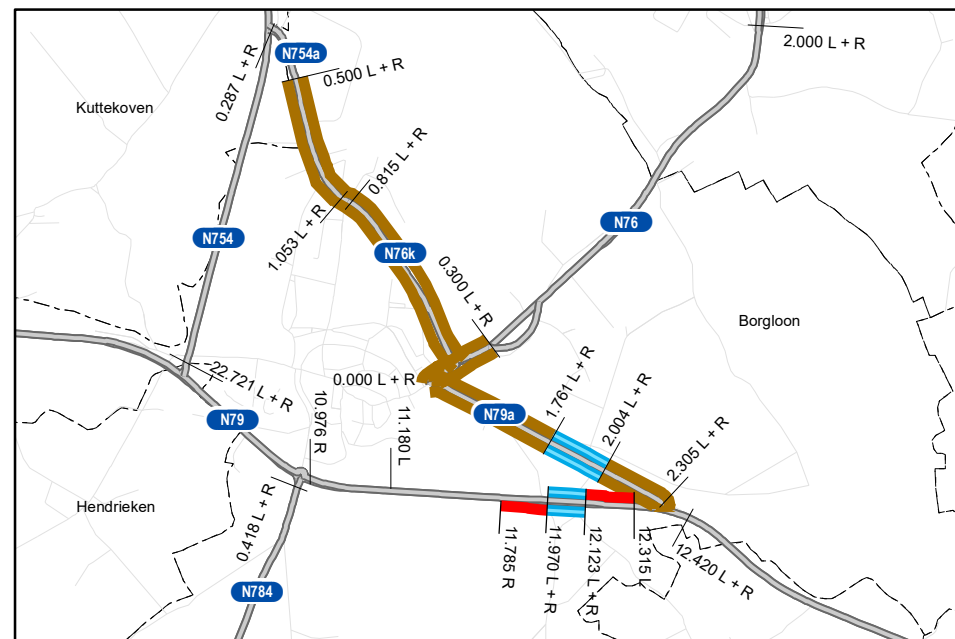 N754a
0.287 L + R
0.500 L + R
2.000 L + R
Kuttekoven
0.815 L + R
1.053 L + R
N754
N76k
N76
0.300 L + R
Borgloon
0.000 L + R
22.721 L + R
1.761 L + R
N79a
2.004 L + R
N79
10.976 R
11.180 L
2.305 L + R
Hendrieken
0.418 L + R
11.785 R
11.970 L + R
12.123 L + R
12.315 L
12.420 L + R
N784